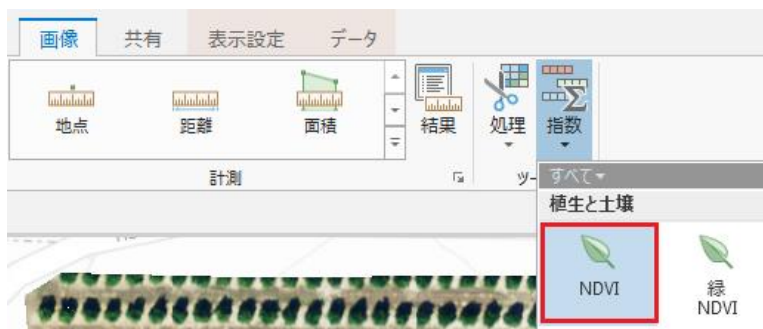 画像 共有 表示設定 データ
地点 距離 面積 結果 処理 指数
計測 ツー
すべて
植生と土壌
NDVI 緑
NDVI